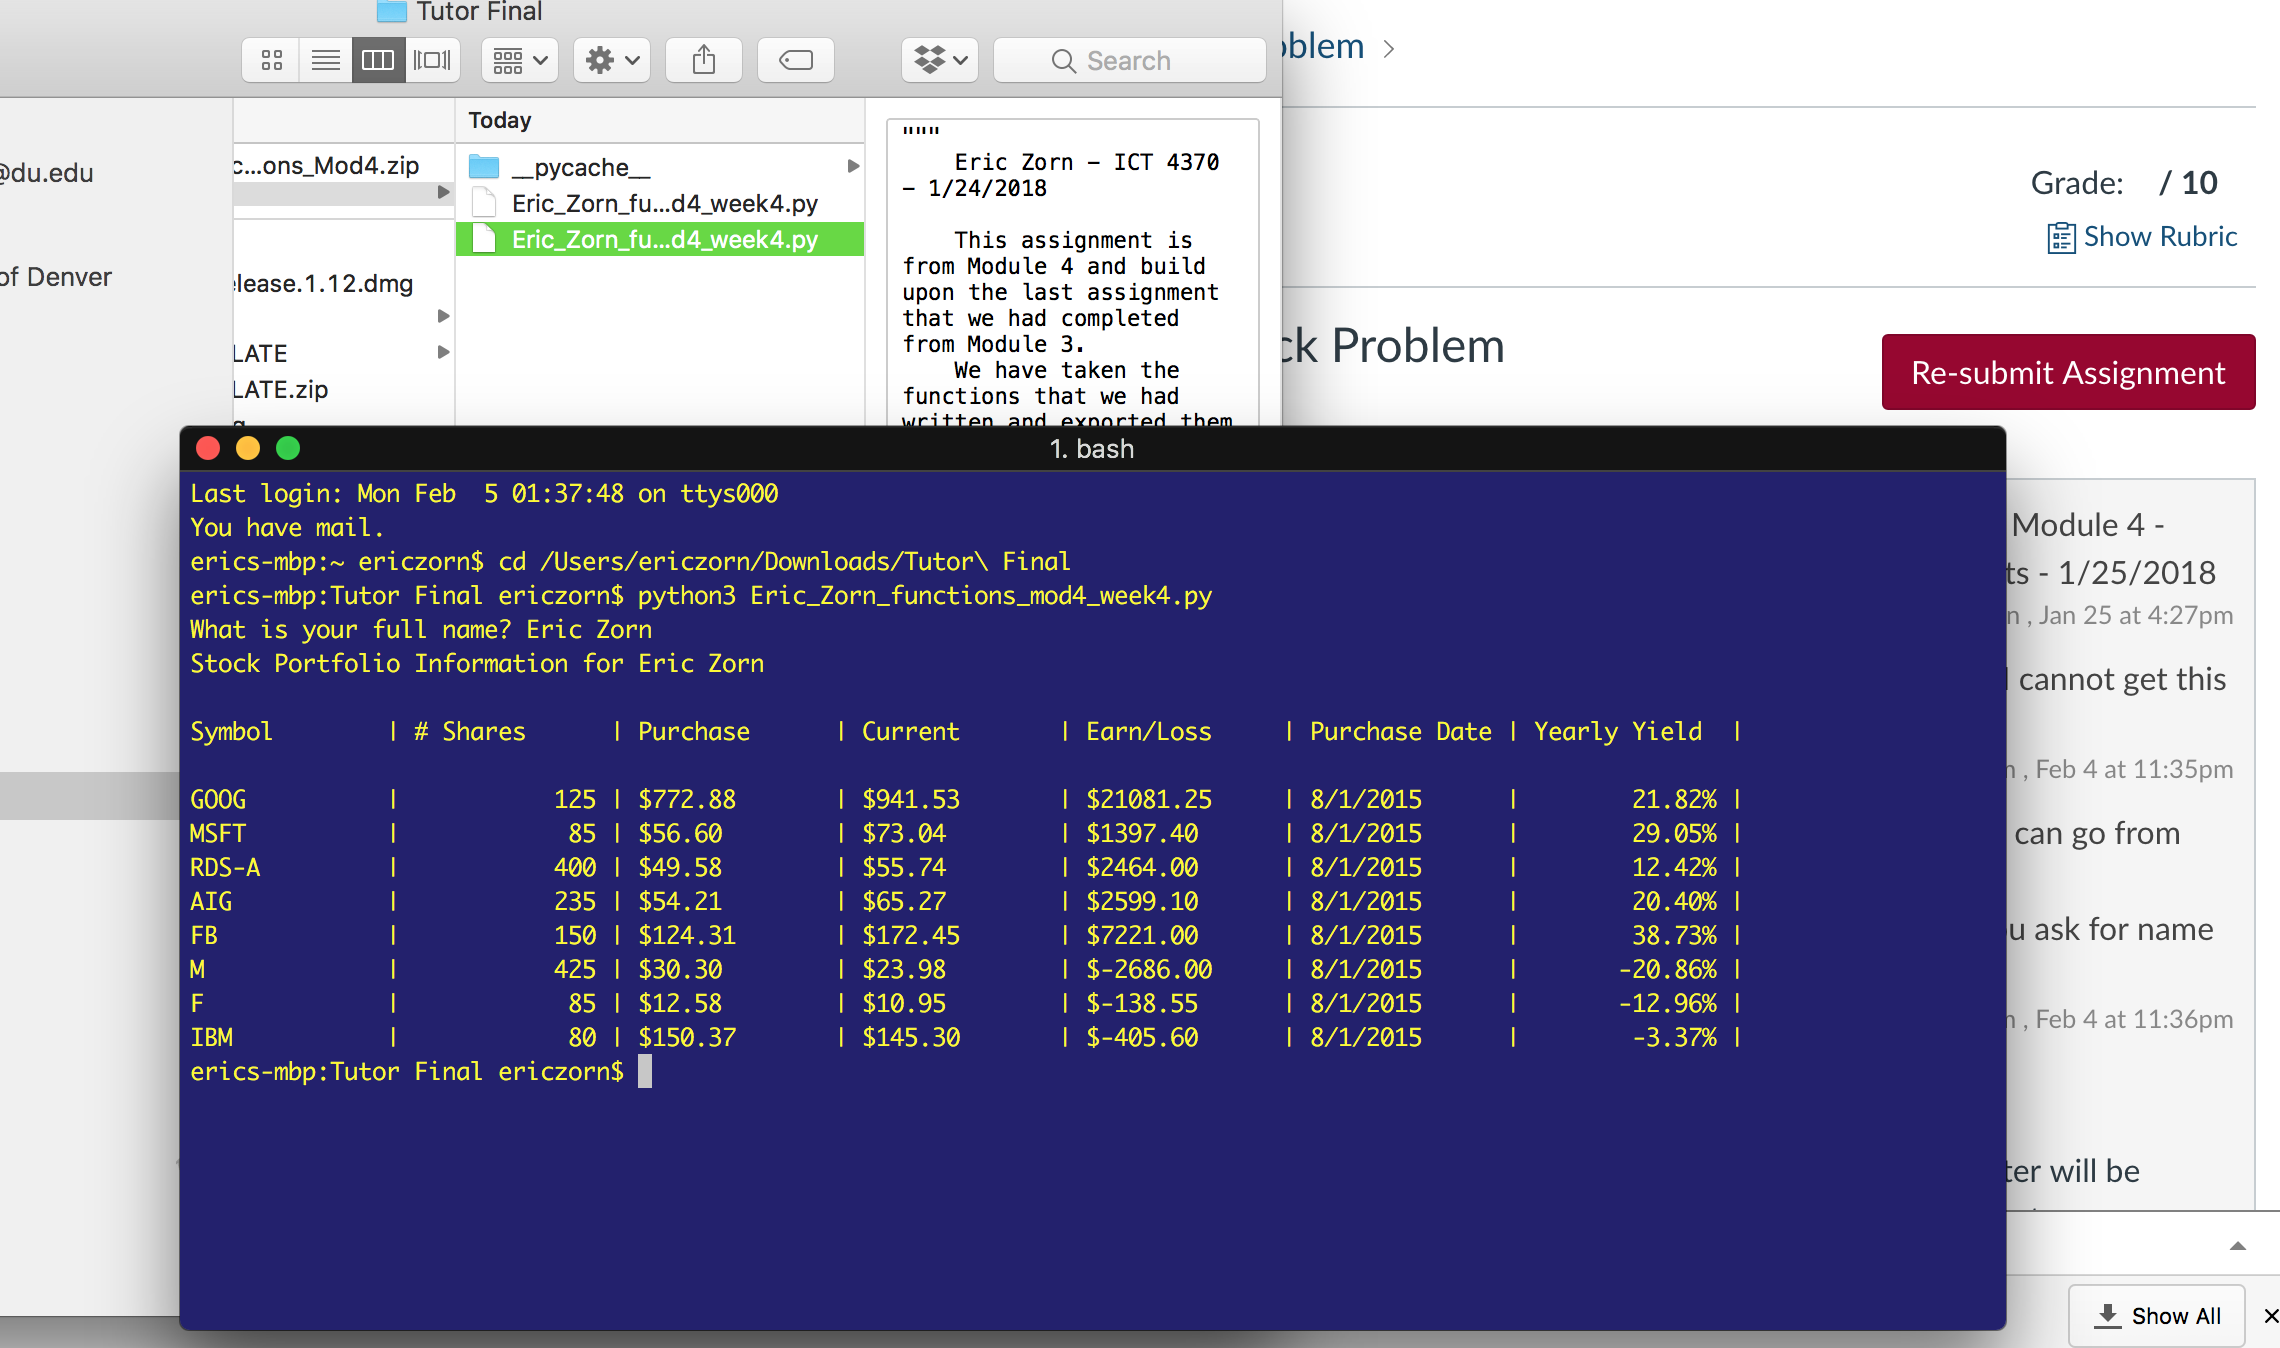 Tutor Final
Search
oblem >
@du.edu
of Denver
c...ons_Mod4.zip
elease.1.12.dmg
LATE
LATE.zip
Today
__pycache__
Eric_Zorn_fu...d4_week4.py
Eric_Zorn_fu...d4_week4.py
"""
Eric Zorn – ICT 4370
– 1/24/2018
This assignment is
from Module 4 and build
upon the last assignment
that we had completed
from Module 3.
We have taken the
functions that we had
written and exported them
Grade: / 10
Show Rubric
ck Problem
Re-submit Assignment
Module 4 -
ts - 1/25/2018
n , Jan 25 at 4:27pm
I cannot get this
n , Feb 4 at 11:35pm
can go from
u ask for name
n , Feb 4 at 11:36pm
ter will be
Show All
1. bash
Last login: Mon Feb  5 01:37:48 on ttys000
You have mail.
erics-mbp:~ ericzorn$ cd /Users/ericzorn/Downloads/Tutor\ Final
erics-mbp:Tutor Final ericzorn$ python3 Eric_Zorn_functions_mod4_week4.py
What is your full name? Eric Zorn
Stock Portfolio Information for Eric Zorn
Symbol | # Shares | Purchase | Current | Earn/Loss | Purchase Date | Yearly Yield |
GOOG | 125 | $772.88 | $941.53 | $21081.25 | 8/1/2015 | 21.82% |
MSFT | 85 | $56.60 | $73.04 | $1397.40 | 8/1/2015 | 29.05% |
RDS-A | 400 | $49.58 | $55.74 | $2464.00 | 8/1/2015 | 12.42% |
AIG | 235 | $54.21 | $65.27 | $2599.10 | 8/1/2015 | 20.40% |
FB | 150 | $124.31 | $172.45 | $7221.00 | 8/1/2015 | 38.73% |
M | 425 | $30.30 | $23.98 | $-2686.00 | 8/1/2015 | -20.86% |
F | 85 | $12.58 | $10.95 | $-138.55 | 8/1/2015 | -12.96% |
IBM | 80 | $150.37 | $145.30 | $-405.60 | 8/1/2015 | -3.37% |
erics-mbp:Tutor Final ericzorn$